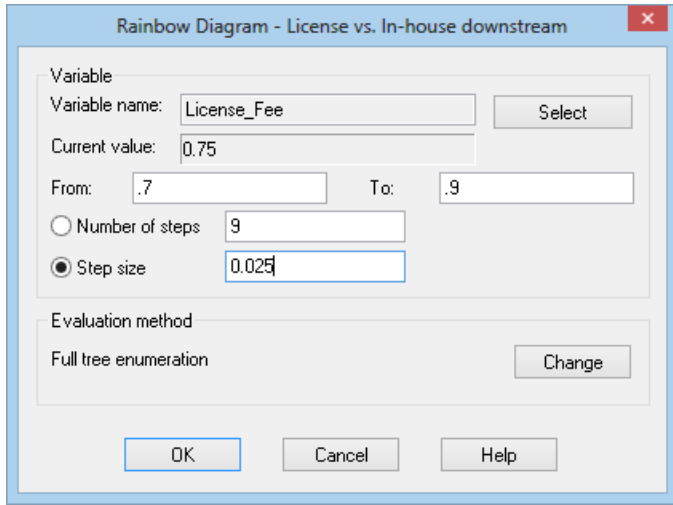 Rainbow Diagram - License vs. In-house downstream
Variable
Variable name: License_Fee Select
Current value: 0.75
From: .7 To: .9
Number of steps 9
Step size 0.025
Evaluation method
Full tree enumeration Change
OK Cancel Help